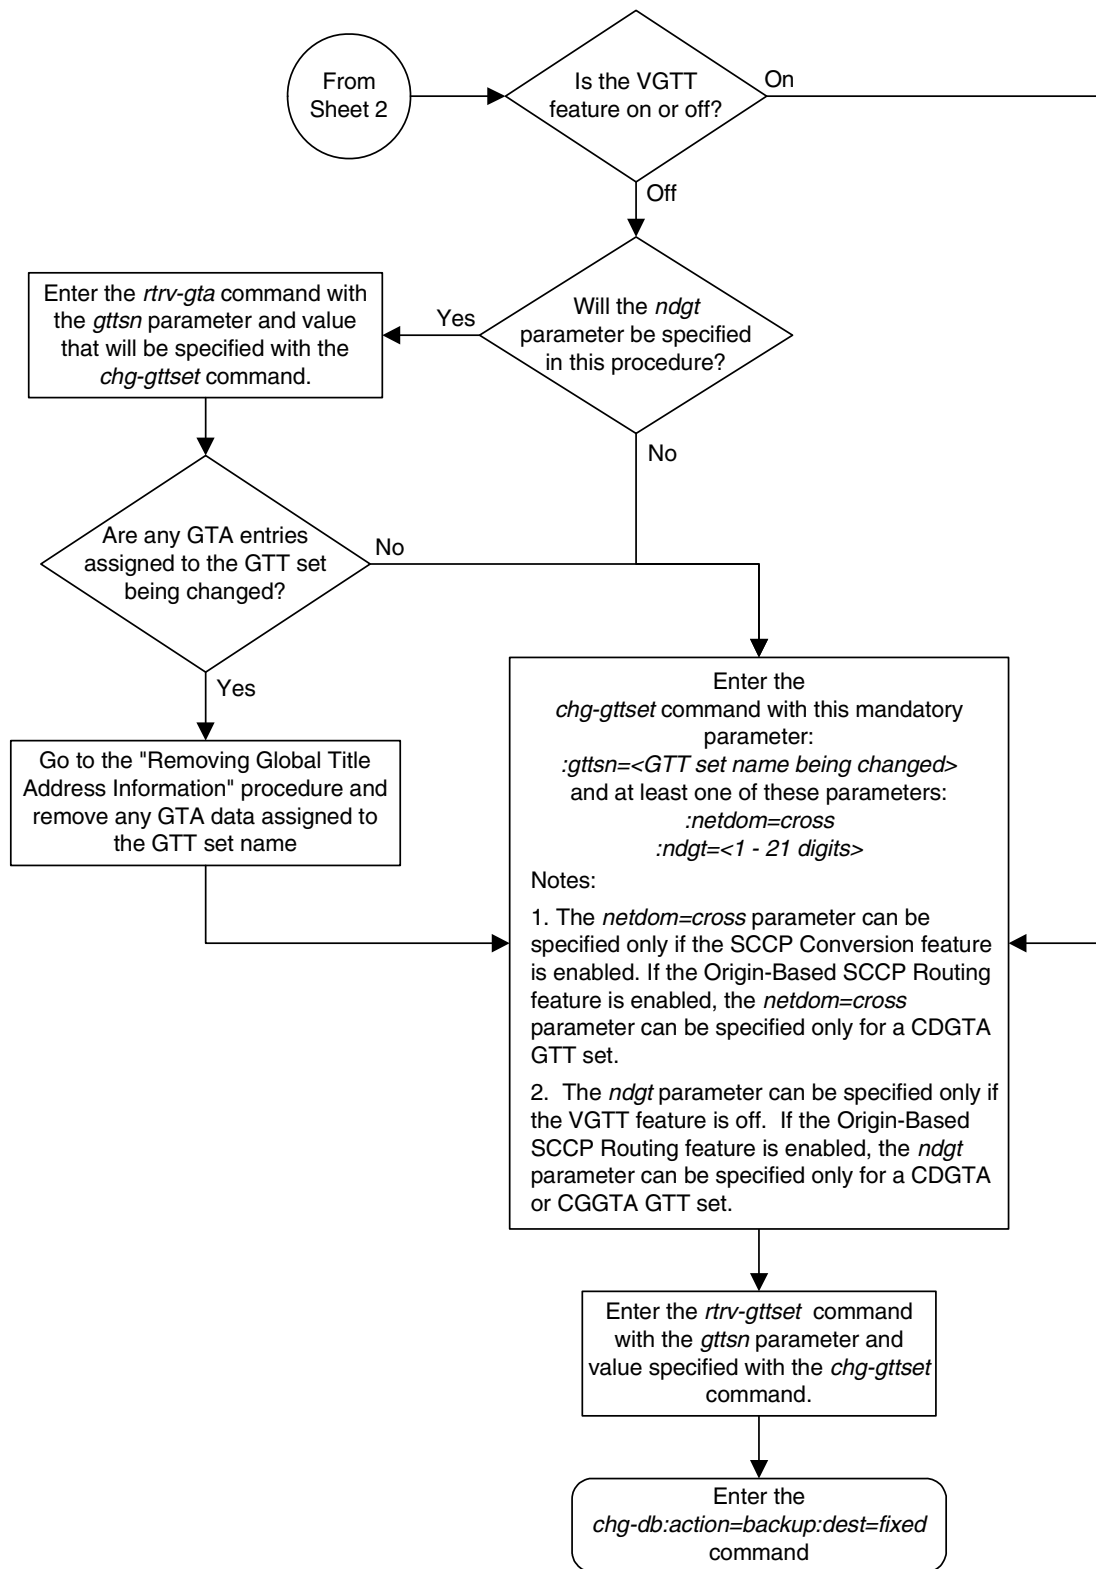 From
Sheet 2
Is the VGTT
feature on or off?
On
Off
Will the ndgt
parameter be specified
in this procedure?
Yes
No
Enter the rtrv-gta command with
the gttsn parameter and value
that will be specified with the
chg-gttset command.
Are any GTA entries
assigned to the GTT set
being changed?
No
Yes
Go to the "Removing Global Title
Address Information" procedure and
remove any GTA data assigned to
the GTT set name
Enter the
chg-gttset command with this mandatory
parameter:
:gttsn=<GTT set name being changed>
and at least one of these parameters:
:netdom=cross
:ndgt=<1 - 21 digits>
Notes:
1. The netdom=cross parameter can be
specified only if the SCCP Conversion feature
is enabled. If the Origin-Based SCCP Routing
feature is enabled, the netdom=cross
parameter can be specified only for a CDGTA
GTT set.
2. The ndgt parameter can be specified only if
the VGTT feature is off. If the Origin-Based
SCCP Routing feature is enabled, the ndgt
parameter can be specified only for a CDGTA
or CGGTA GTT set.
Enter the rtrv-gttset command
with the gttsn parameter and
value specified with the chg-gttset
command.
Enter the
chg-db:action=backup:dest=fixed
command